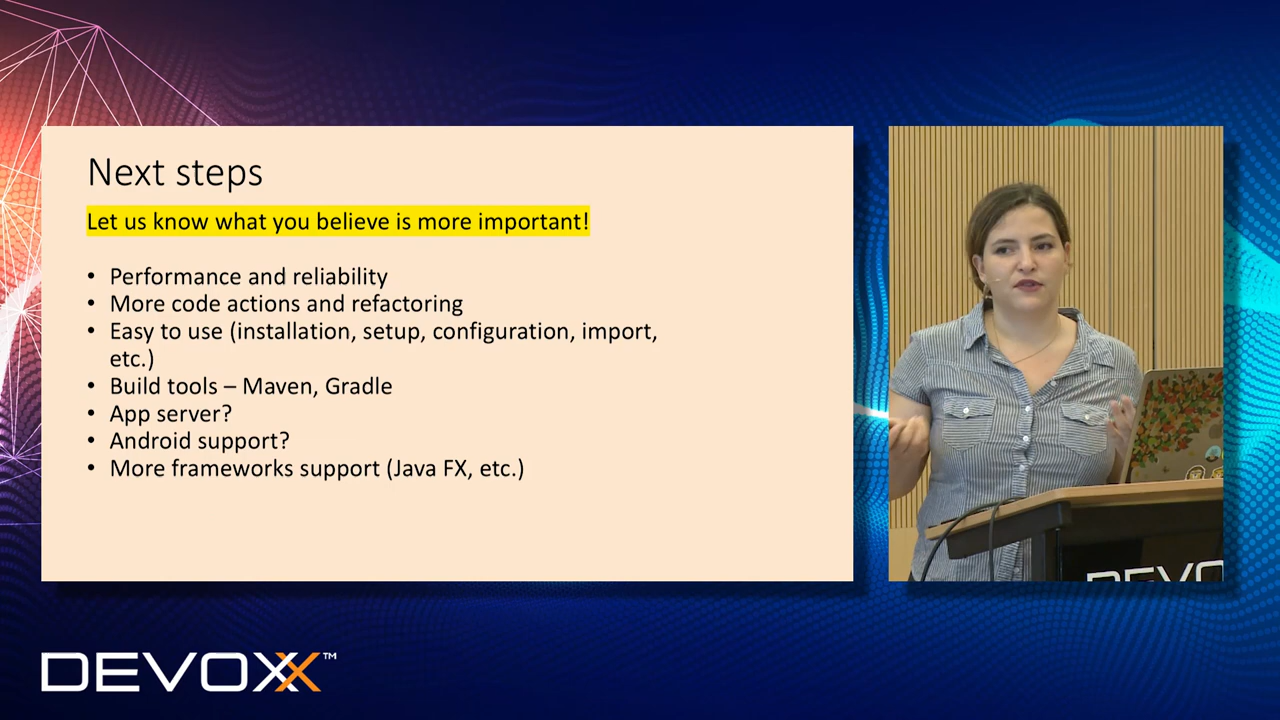 Next steps
Let us know what you believe is more important!
• Performance and reliability
• More code actions and refactoring
• Easy to use (installation, setup, configuration, import,
etc.)
• Build tools – Maven, Gradle
• App server?
• Android support?
• More frameworks support (Java FX, etc.)
DEVO
DEVOXX™